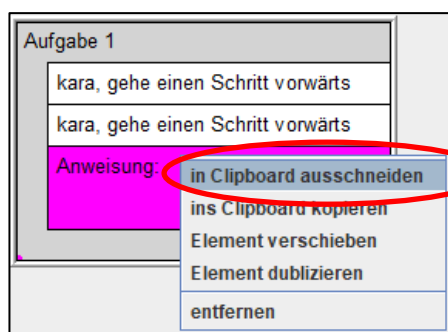 Aufgabe 1
kara, gehe einen Schritt vorwärts
kara, gehe einen Schritt vorwärts
Anweisung:
in Clipboard ausschneiden
ins Clipboard kopieren
Element verschieben
Element dublizieren
entfernen